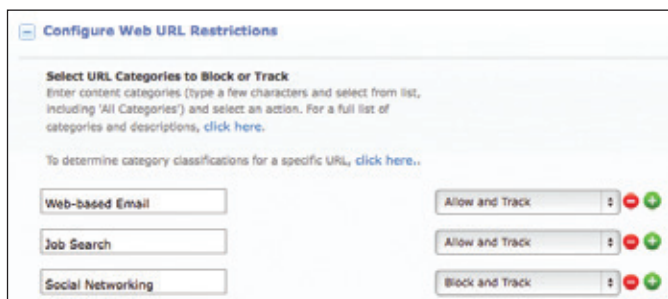 Configure Web URL Restrictions
Select URL Categories to Block or Track
Enter content categories (type a few characters and select from list,
including 'All Categories') and select an action. For a full list of
categories and descriptions, click here.
To determine category classifications for a specific URL, click here..
Web-based Email Allow and Track
Job Search Allow and Track
Social Networking Block and Track